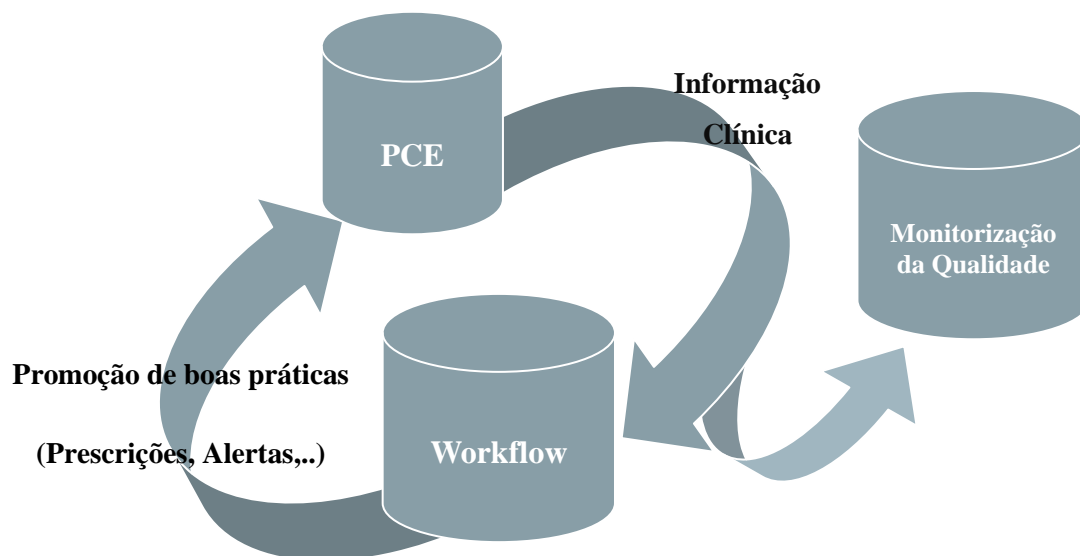 Informação
Clínica
PCE
Monitorização
da Qualidade
Promoção de boas práticas
(Prescrições, Alertas,..)
Workflow